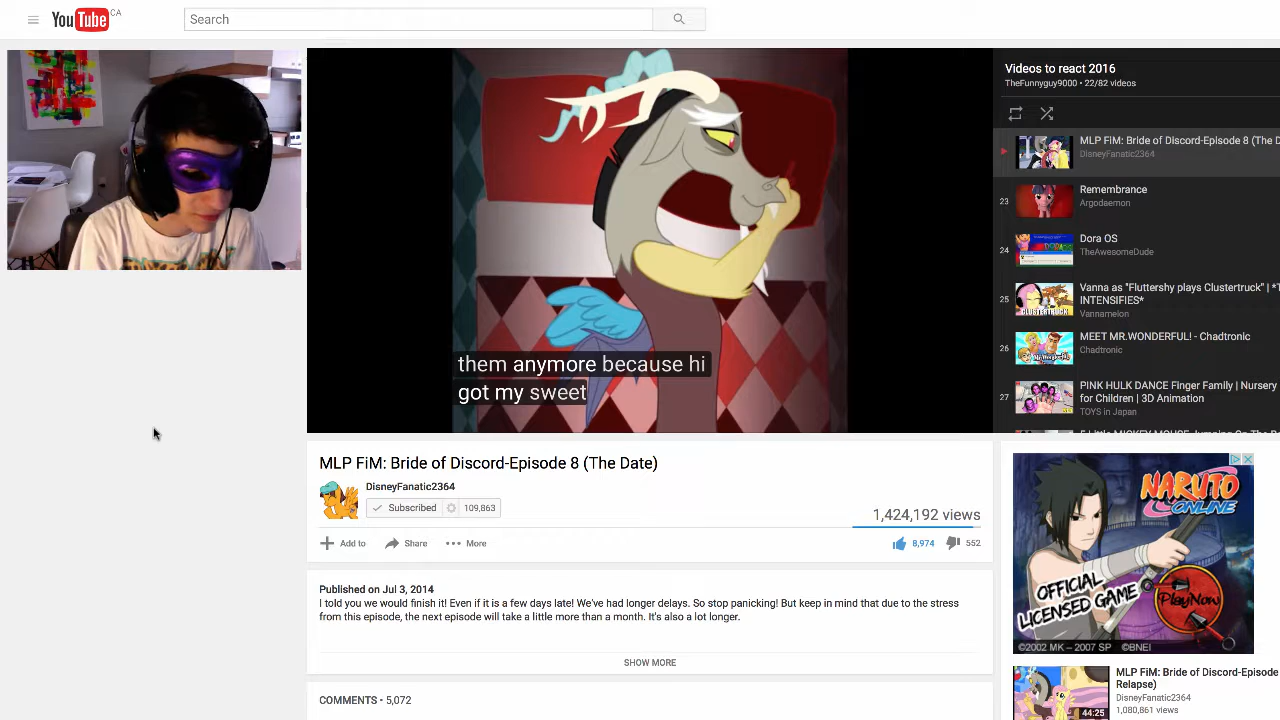 YouTube CA
Search
Videos to react 2016
TheFunnyguy9000 • 22/82 videos
MLP FiM: Bride of Discord-Episode 8 (The D
DisneyFanatic2364
23
Remembrance
Argodaemon
24
Dora OS
TheAwesomeDude
25
Vanna as "Fluttershy plays Clustertruck" | *T
INTENSIFIES*
Vannamelon
CLUSTERTRUCK
26
MEET MR.WONDERFUL! - Chadtronic
Chadtronic
27
PINK HULK DANCE Finger Family | Nursery
for Children | 3D Animation
TOYS in Japan
them anymore because hi
got my sweet
MLP FiM: Bride of Discord-Episode 8 (The Date)
DisneyFanatic2364
Subscribed 109,863
1,424,192 views
Add to Share More
8,974 552
Published on Jul 3, 2014
I told you we would finish it! Even if it is a few days late! We've had longer delays. So stop panicking! But keep in mind that due to the stress
from this episode, the next episode will take a little more than a month. It's also a lot longer.
SHOW MORE
COMMENTS • 5,072
NARUTO
ONLINE
OFFICIAL
LICENSED GAME
Play Now
©2002 MK – 2007 SP ©BNEI
MLP FiM: Bride of Discord-Episode
Relapse)
DisneyFanatic2364
1,080,861 views
44:25